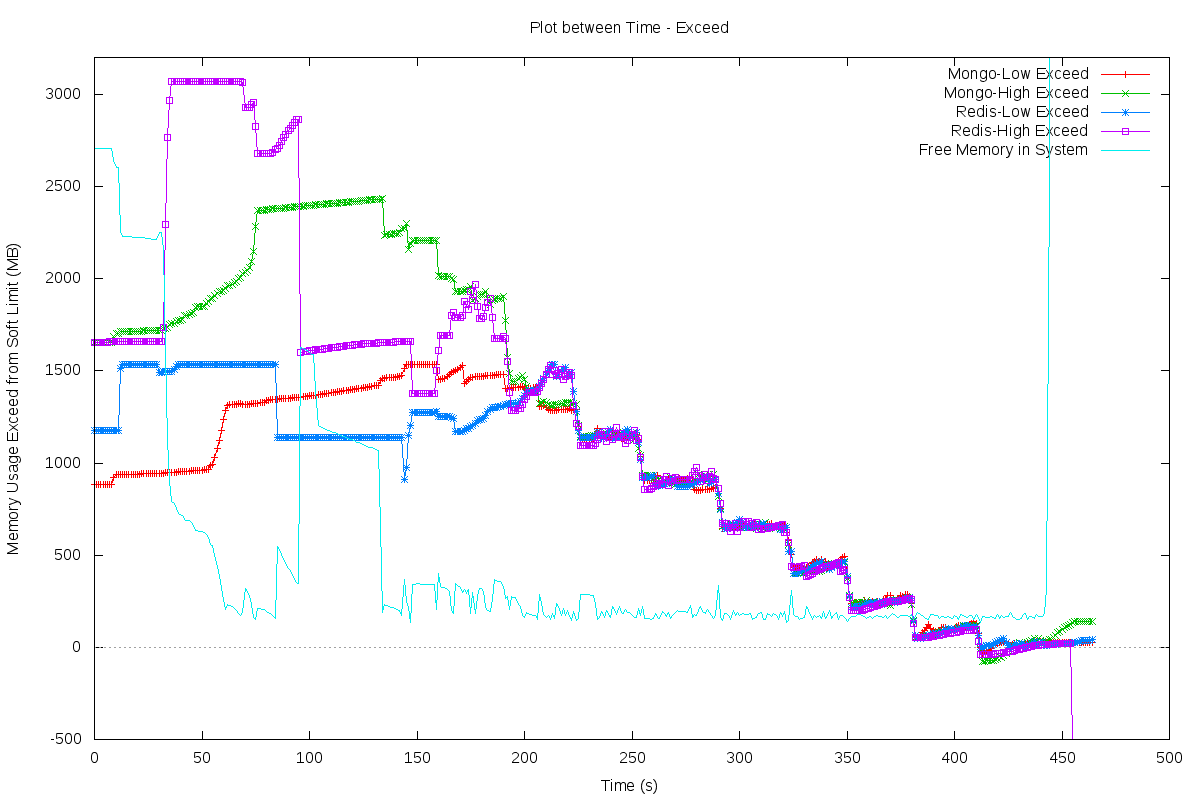 Plot between Time - Exceed
Mongo-Low Exceed
Mongo-High Exceed
Redis-Low Exceed
Redis-High Exceed
Free Memory in System
Memory Usage Exceed from Soft Limit (MB)
3000
2500
2000
1500
1000
500
0
-500
0 50 100 150 200 250 300 350 400 450 500
Time (s)